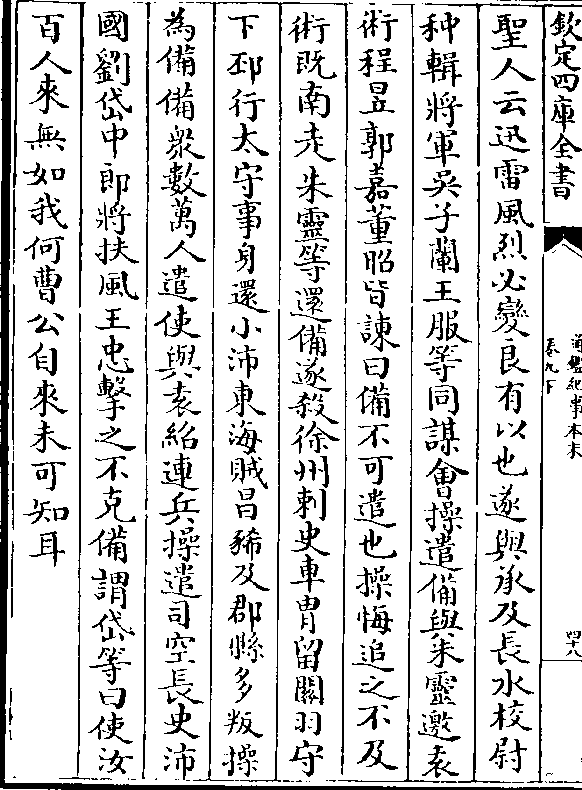 欽定四庫全書
通鑑紀事本末
卷九下
四十八
聖人云迅雷風烈必變良有以也遂與承及長水校尉
种輯將軍吳子蘭王服等同謀會操遣備與朱靈邀袁
術程昱郭嘉董昭皆諫曰備不可遣也操悔追之不及
術既南走朱靈等還備遂殺徐州刺史車胄留關羽守
下邳行太守事身還小沛東海賊昌豨及郡縣多叛操
為備備衆數萬人遣使與袁紹連兵操遣司空長史沛
國劉岱中郎將扶風王忠擊之不克備謂岱等曰使汝
百人來無如我何曹公自來未可知耳